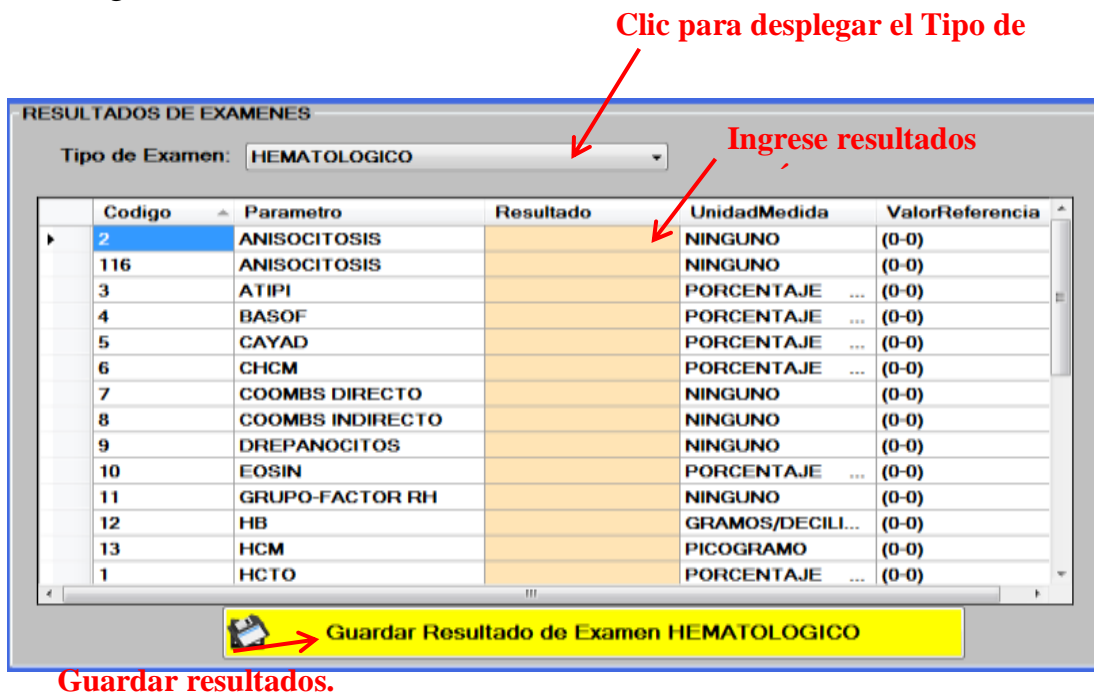 Clic para desplegar el Tipo de
RESULTADOS DE EXAMENES
Tipo de Examen: HEMATOLOGICO
Ingrese resultados
Codigo Parametro Resultado UnidadMedida ValorReferencia
2 ANISOCITOSIS NINGUNO (0-0)
116 ANISOCITOSIS NINGUNO (0-0)
3 ATIPI PORCENTAJE ... (0-0)
4 BASOF PORCENTAJE ... (0-0)
5 CAYAD PORCENTAJE ... (0-0)
6 CHCM PORCENTAJE ... (0-0)
7 COOMBS DIRECTO NINGUNO (0-0)
8 COOMBS INDIRECTO NINGUNO (0-0)
9 DREPANOCITOS NINGUNO (0-0)
10 EOSIN PORCENTAJE ... (0-0)
11 GRUPO-FACTOR RH NINGUNO (0-0)
12 HB GRAMOS/DECILI... (0-0)
13 HCM PICOGRAMO (0-0)
1 HCTO PORCENTAJE ... (0-0)
Guardar Resultado de Examen HEMATOLOGICO
Guardar resultados.